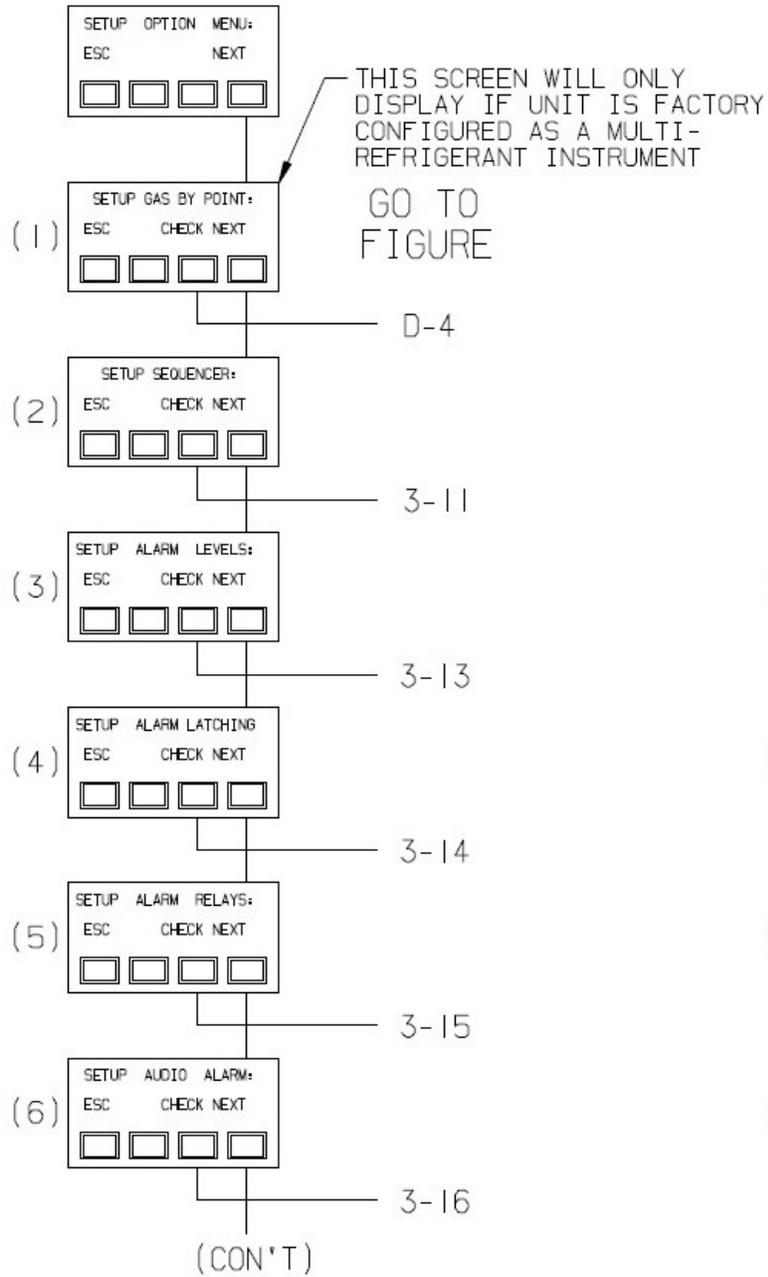 SETUP OPTION MENU:
ESC NEXT
THIS SCREEN WILL ONLY
DISPLAY IF UNIT IS FACTORY
CONFIGURED AS A MULTI-
REFRIGERANT INSTRUMENT
GO TO
FIGURE
(1)
SETUP GAS BY POINT:
ESC CHECK NEXT
D-4
(2)
SETUP SEQUENCER:
ESC CHECK NEXT
3-11
(3)
SETUP ALARM LEVELS:
ESC CHECK NEXT
3-13
(4)
SETUP ALARM LATCHING
ESC CHECK NEXT
3-14
(5)
SETUP ALARM RELAYS:
ESC CHECK NEXT
3-15
(6)
SETUP AUDIO ALARM:
ESC CHECK NEXT
3-16
(CON'T)